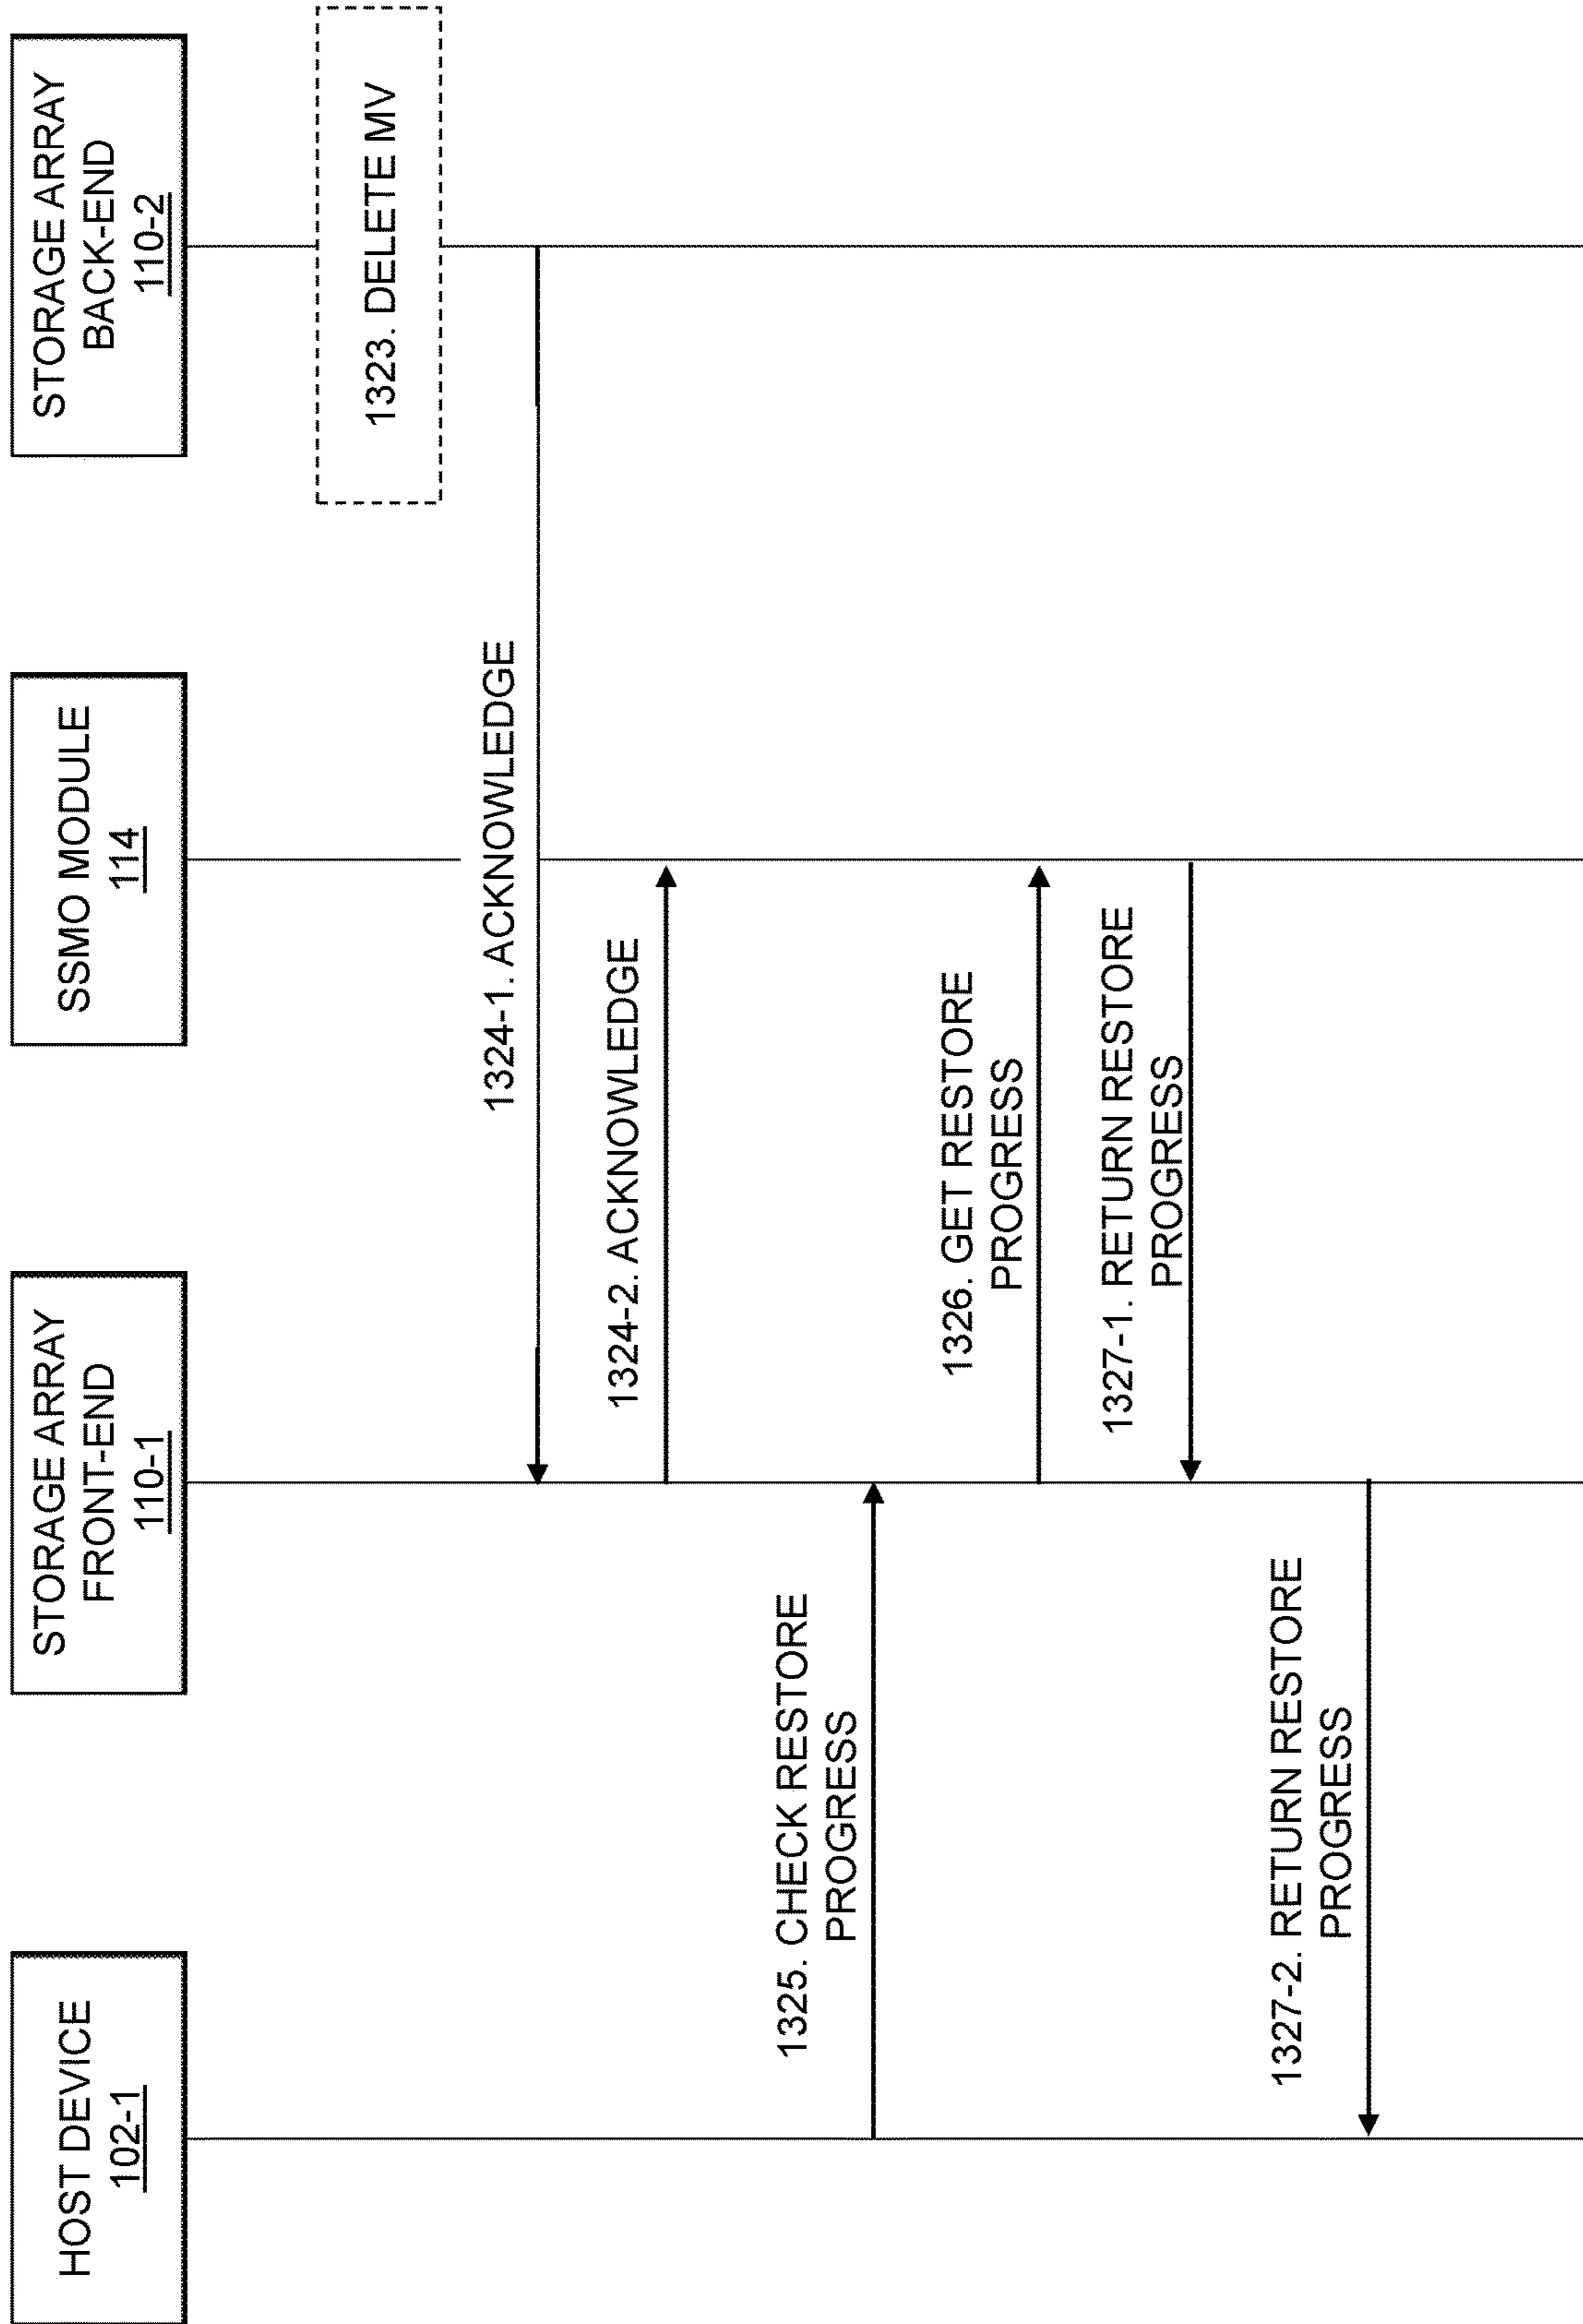 HOST DEVICE
102-1
STORAGE ARRAY
FRONT-END
110-1
SSMO MODULE
114
STORAGE ARRAY
BACK-END
110-2
1323. DELETE MV
1324-1. ACKNOWLEDGE
1324-2. ACKNOWLEDGE
1325. CHECK RESTORE
PROGRESS
1326. GET RESTORE
PROGRESS
1327-1. RETURN RESTORE
PROGRESS
1327-2. RETURN RESTORE
PROGRESS